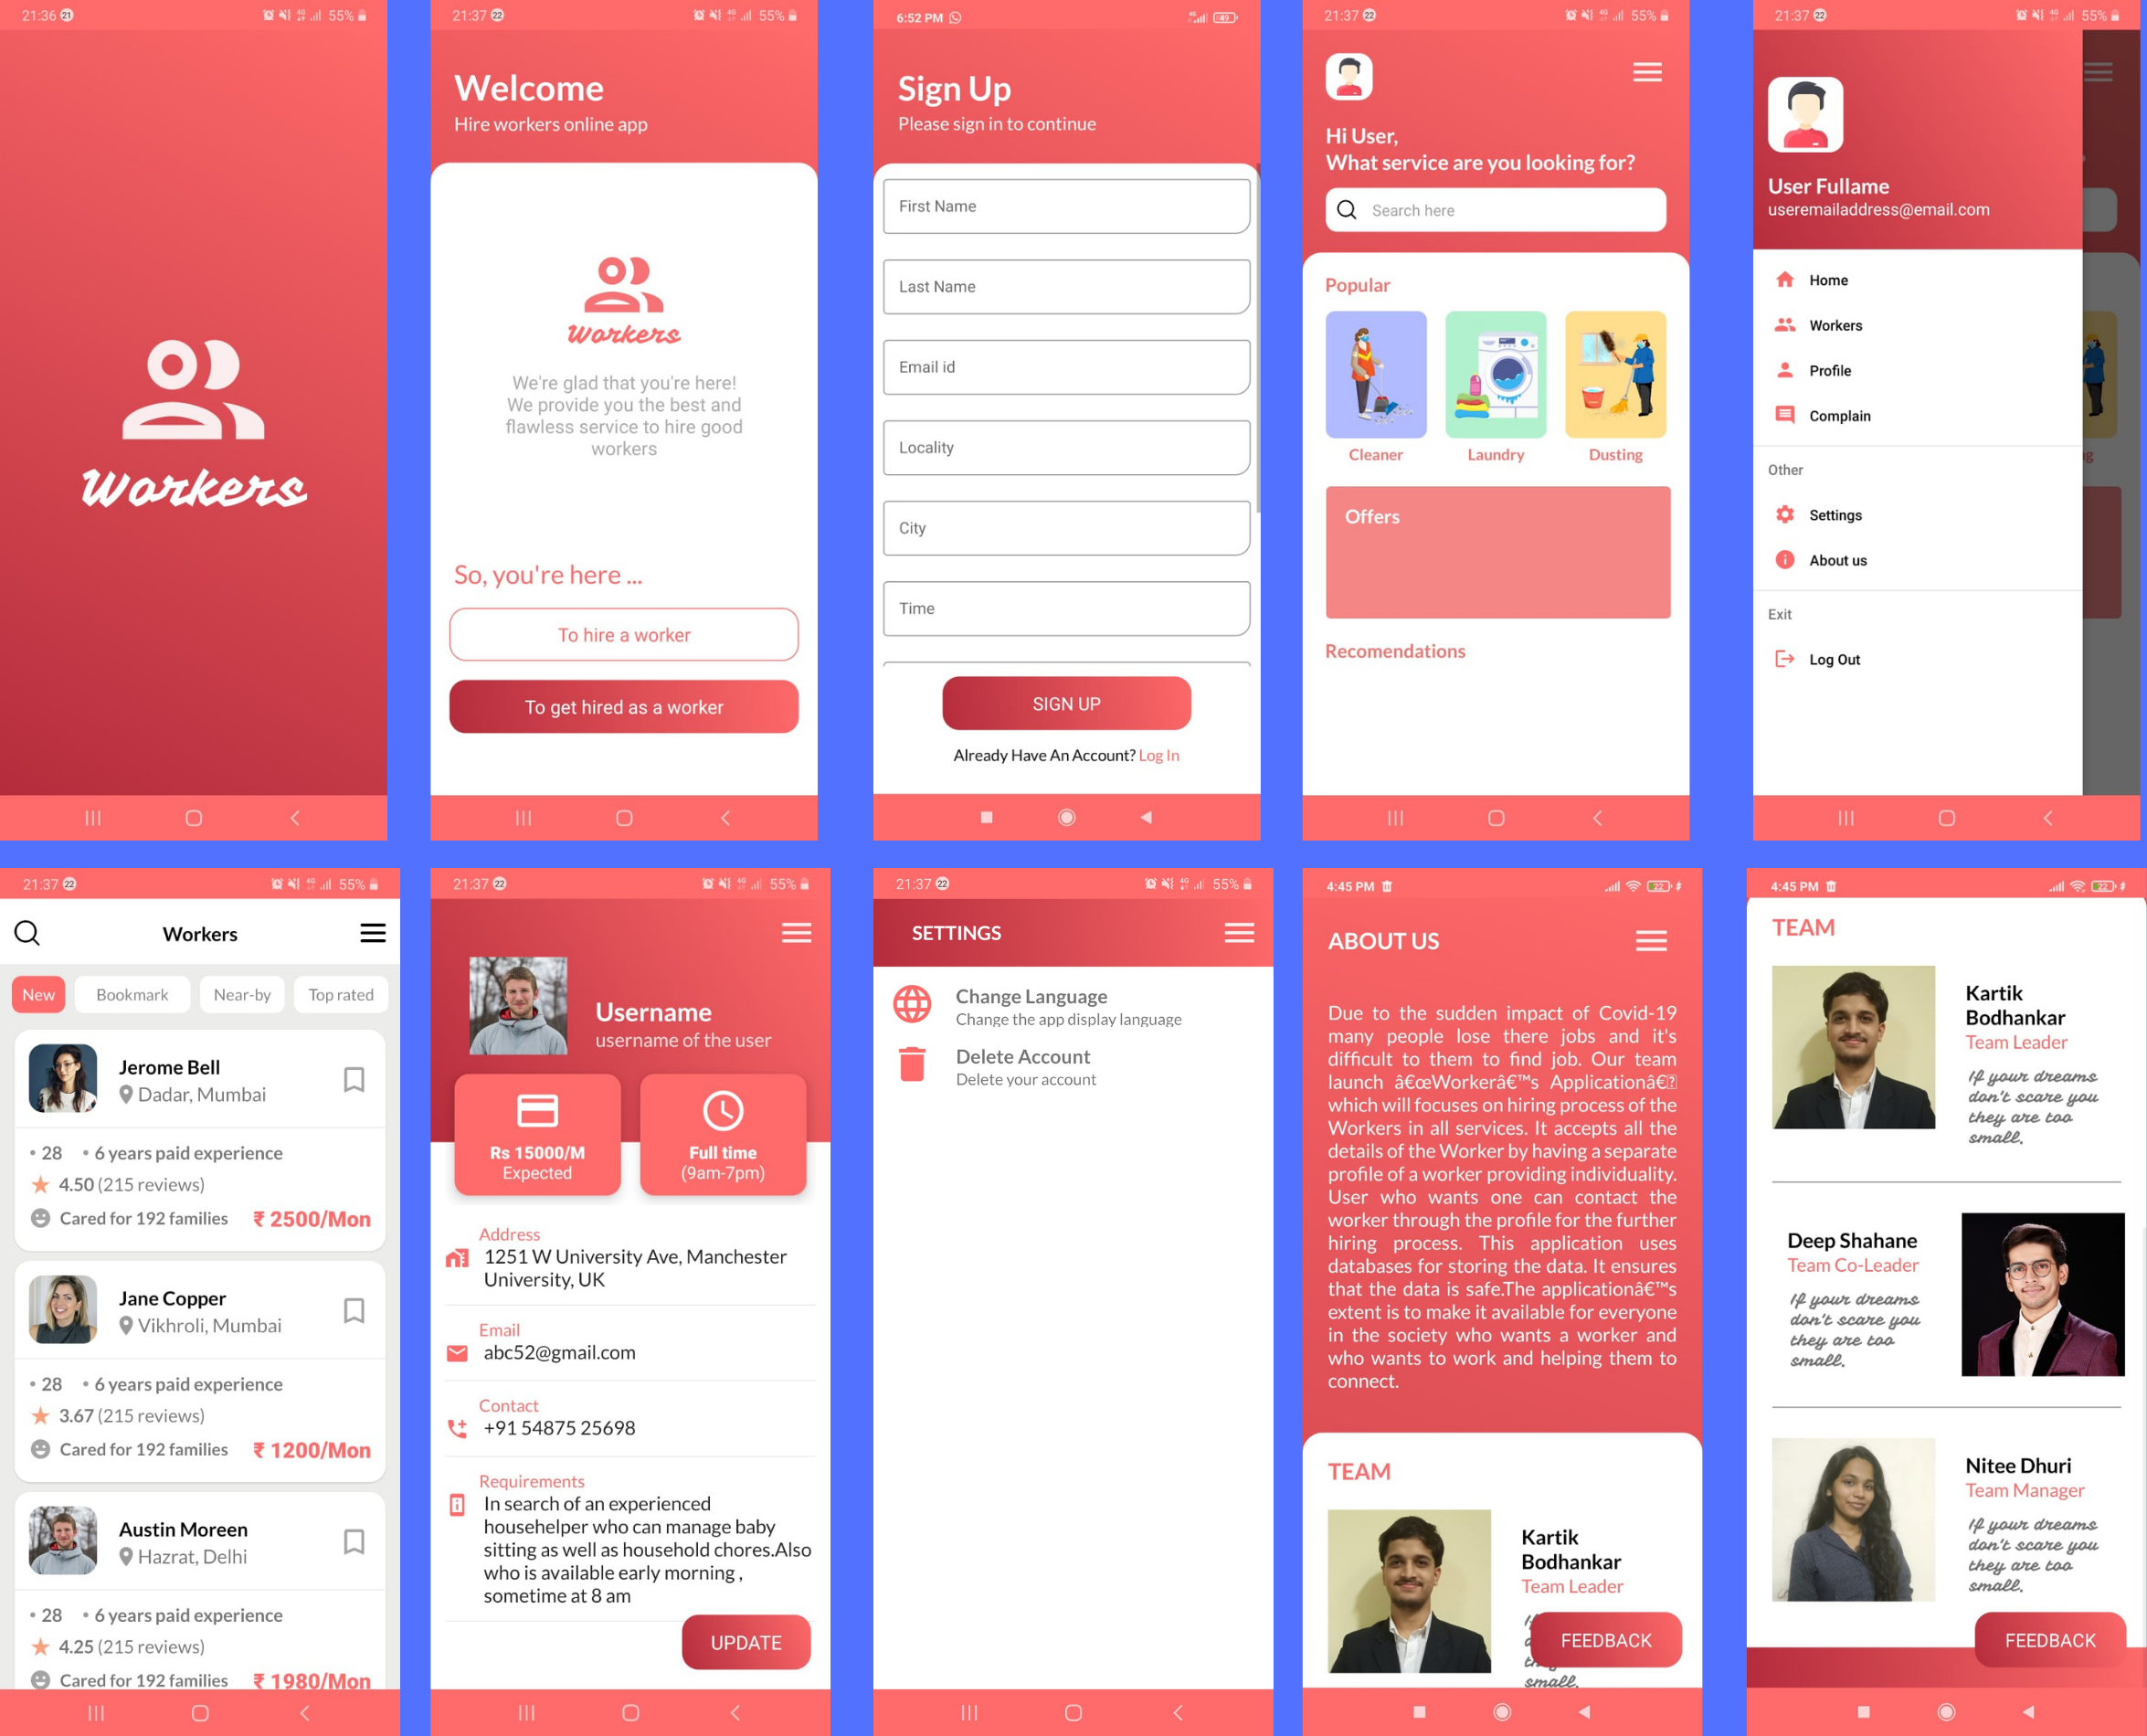 21:36 21
55%
Workers
21:37 22
55%
Welcome
Hire workers online app
Workers
We're glad that you're here!
We provide you the best and
flawless service to hire good
workers
So, you're here ...
To hire a worker
To get hired as a worker
6:52 PM
4G 49
Sign Up
Please sign in to continue
First Name
Last Name
Email id
Locality
City
Time
SIGN UP
Already Have An Account? Log In
21:37 22
55%
Hi User,
What service are you looking for?
Search here
Popular
Cleaner
Laundry
Dusting
Offers
Recomendations
21:37 22
55%
User Fullame
useremailaddress@email.com
Home
Workers
Profile
Complain
Other
Settings
About us
Exit
Log Out
21:37 22
55%
Workers
New
Bookmark
Near-by
Top rated
Jerome Bell
Dadar, Mumbai
• 28 • 6 years paid experience
4.50 (215 reviews)
Cared for 192 families ₹ 2500/Mon
Jane Copper
Vikhroli, Mumbai
• 28 • 6 years paid experience
3.67 (215 reviews)
Cared for 192 families ₹ 1200/Mon
Austin Moreen
Hazrat, Delhi
• 28 • 6 years paid experience
4.25 (215 reviews)
Cared for 192 families ₹ 1980/Mon
21:37 22
55%
Username
username of the user
Rs 15000/M
Expected
Full time
(9am-7pm)
Address
1251 W University Ave, Manchester
University, UK
Email
abc52@gmail.com
Contact
+91 54875 25698
Requirements
In search of an experienced
househelper who can manage baby
sitting as well as household chores.Also
who is available early morning ,
sometime at 8 am
UPDATE
21:37 22
55%
SETTINGS
Change Language
Change the app display language
Delete Account
Delete your account
4:45 PM
22
ABOUT US
Due to the sudden impact of Covid-19
many people lose there jobs and it's
difficult to them to find job. Our team
launch â€œWorkerâ€™s Applicationâ€
which will focuses on hiring process of the
Workers in all services. It accepts all the
details of the Worker by having a separate
profile of a worker providing individuality.
User who wants one can contact the
worker through the profile for the further
hiring process. This application uses
databases for storing the data. It ensures
that the data is safe.The applicationâ€™s
extent is to make it available for everyone
in the society who wants a worker and
who wants to work and helping them to
connect.
TEAM
Kartik
Bodhankar
Team Leader
small.
FEEDBACK
4:45 PM
22
TEAM
Kartik
Bodhankar
Team Leader
If your dreams
don't scare you
they are too
small.
Deep Shahane
Team Co-Leader
If your dreams
don't scare you
they are too
small.
Nitee Dhuri
Team Manager
If your dreams
don't scare you
they are too
small.
FEEDBACK